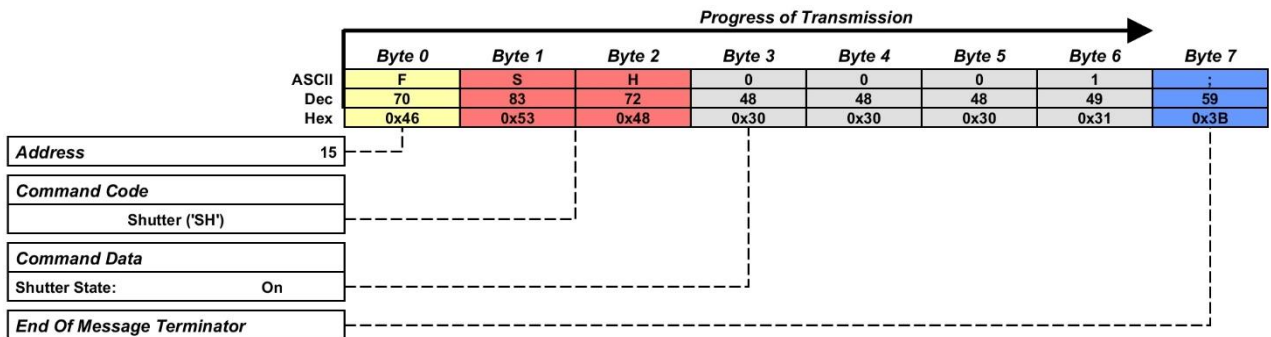 Progress of Transmission
Byte 0 Byte 1 Byte 2 Byte 3 Byte 4 Byte 5 Byte 6 Byte 7
ASCII F S H 0 0 0 1 ;
Dec 70 83 72 48 48 48 49 59
Hex 0x46 0x53 0x48 0x30 0x30 0x30 0x31 0x3B
Address 15
Command Code
Shutter ('SH')
Command Data
Shutter State: On
End Of Message Terminator